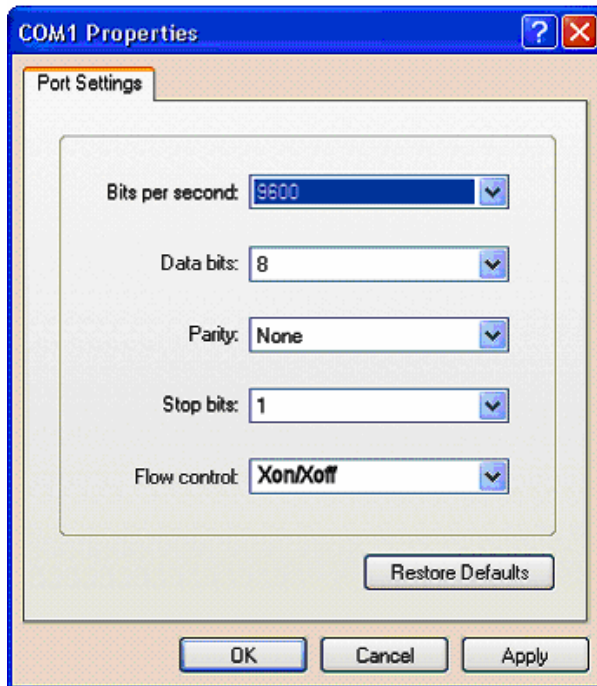 COM1 Properties
Port Settings
Bits per second: 9600
Data bits: 8
Parity: None
Stop bits: 1
Flow control: Xon/Xoff
Restore Defaults
OK Cancel Apply